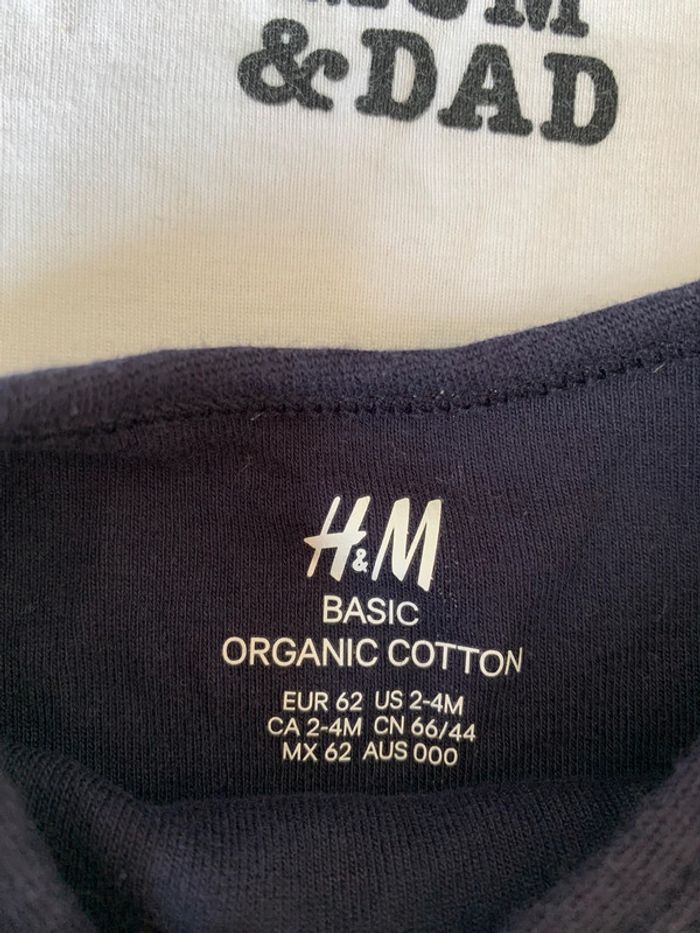 MUM
& DAD
H&M
BASIC
ORGANIC COTTON
EUR 62 US 2-4M
CA 2-4M CN 66/44
MX 62 AUS 000